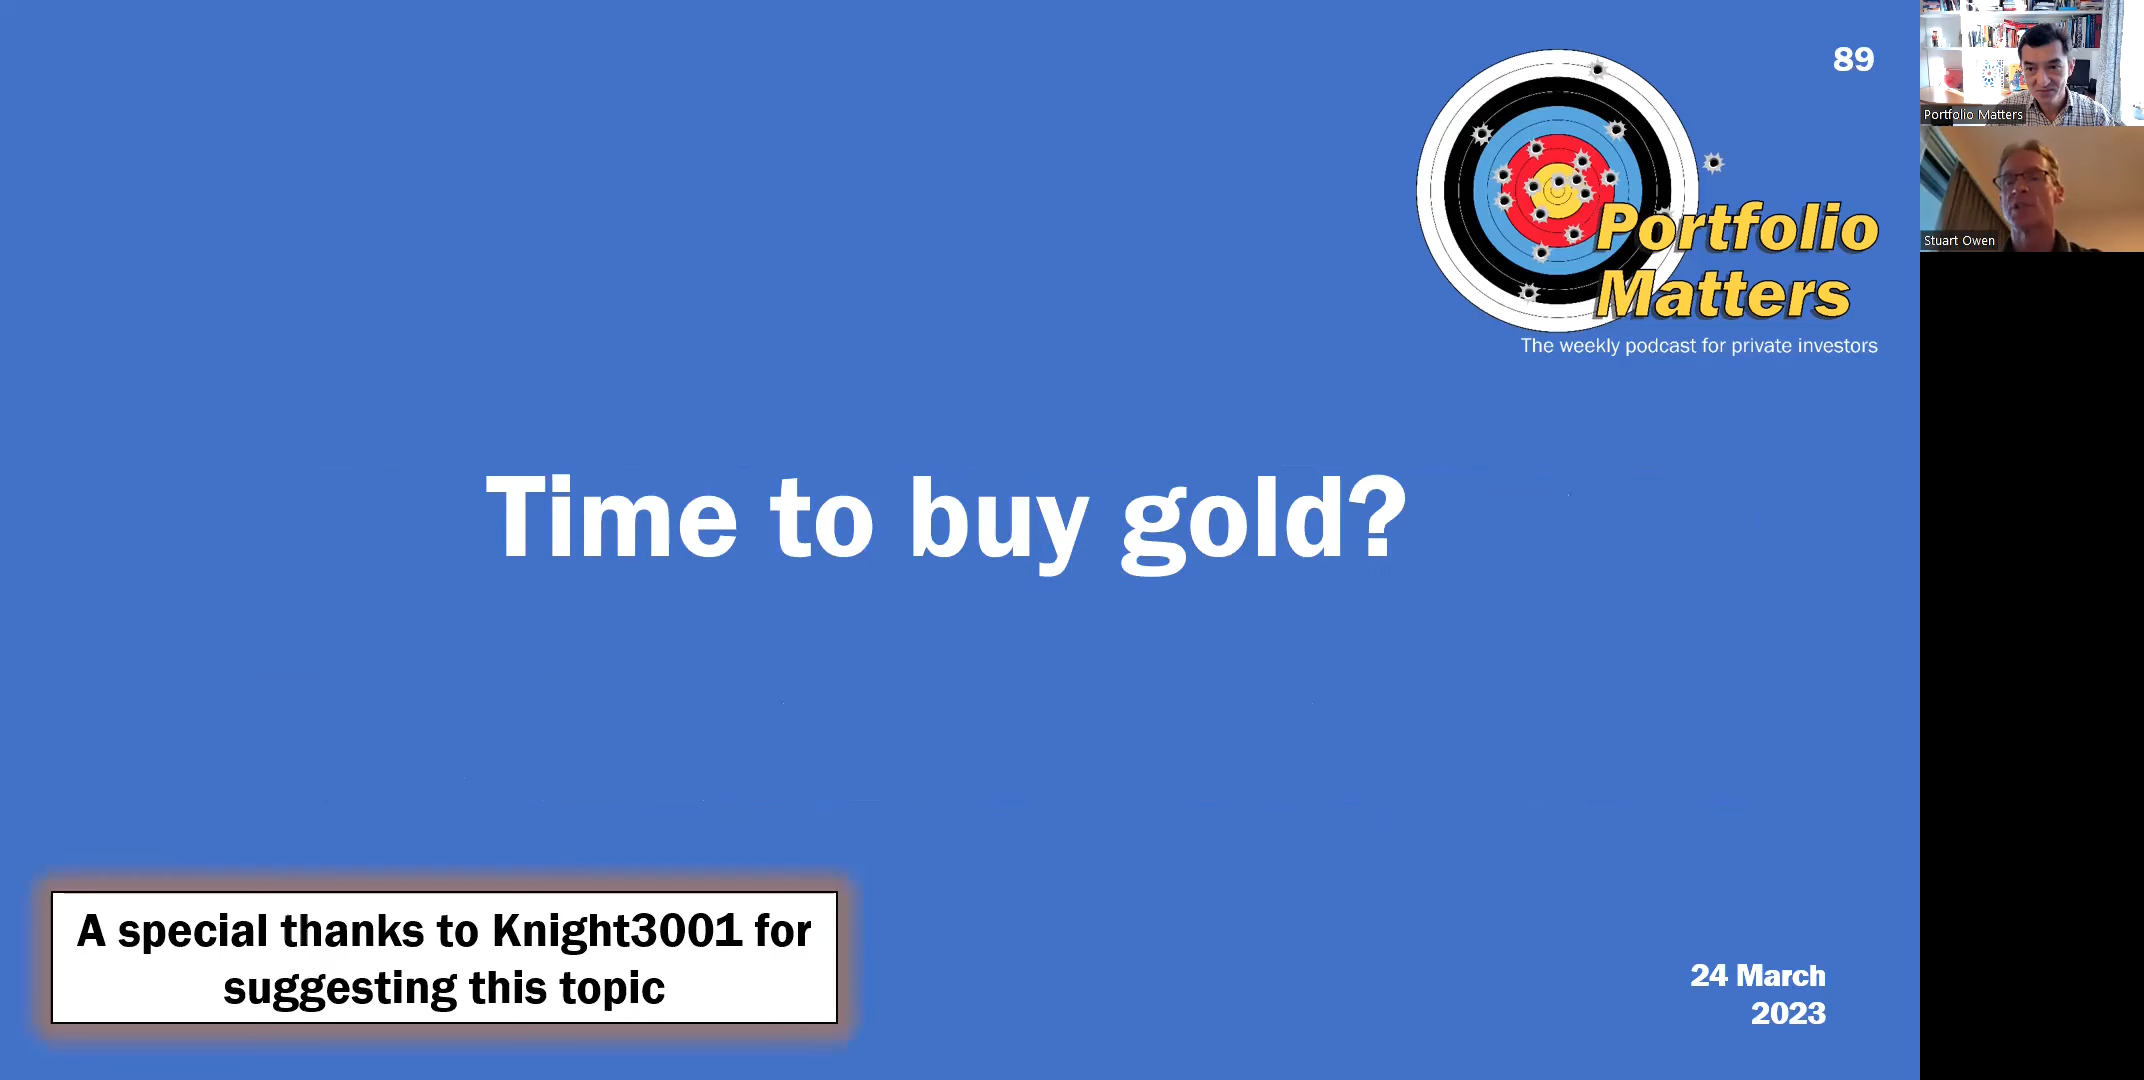 89
Portfolio
Matters
The weekly podcast for private investors
Portfolio Matters
Stuart Owen
Time to buy gold?
A special thanks to Knight3001 for
suggesting this topic
24 March
2023